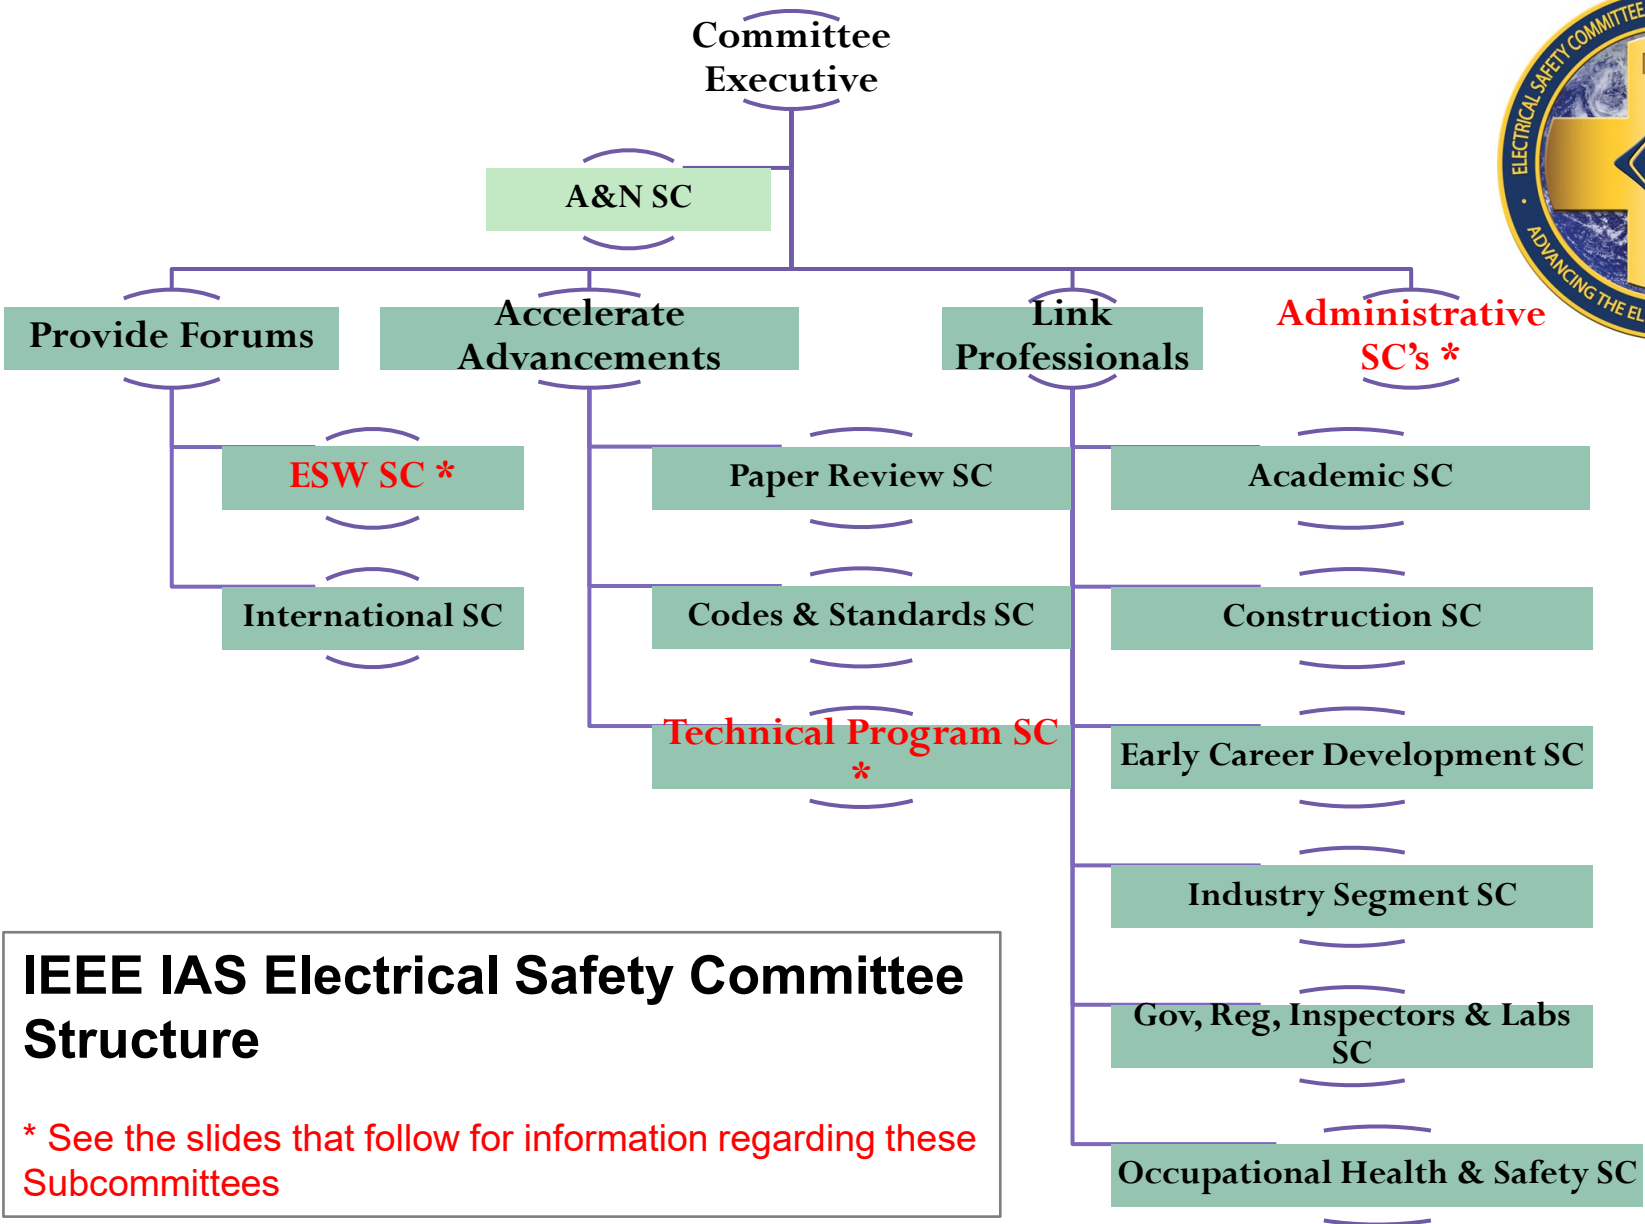 Committee
Executive
ELECTRICAL SAFETY COMMITTEE
ADVANCING THE
A&N SC
Provide Forums
Accelerate
Advancements
Link
Professionals
Administrative
SC’s *
ESW SC *
International SC
Paper Review SC
Codes & Standards SC
Technical Program SC
*
Academic SC
Construction SC
Early Career Development SC
Industry Segment SC
Gov, Reg, Inspectors & Labs
SC
Occupational Health & Safety SC
IEEE IAS Electrical Safety Committee
Structure
* See the slides that follow for information regarding these
Subcommittees